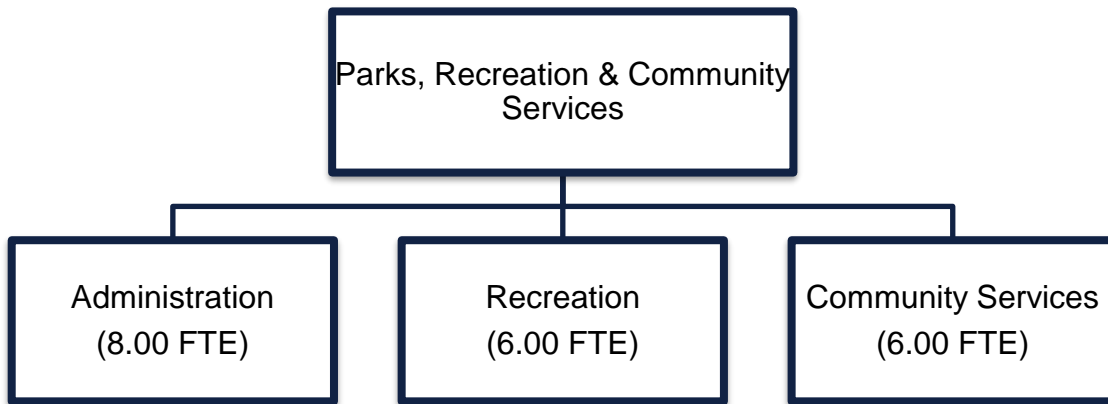 Parks, Recreation & Community
Services
Administration
(8.00 FTE)
Recreation
(6.00 FTE)
Community Services
(6.00 FTE)